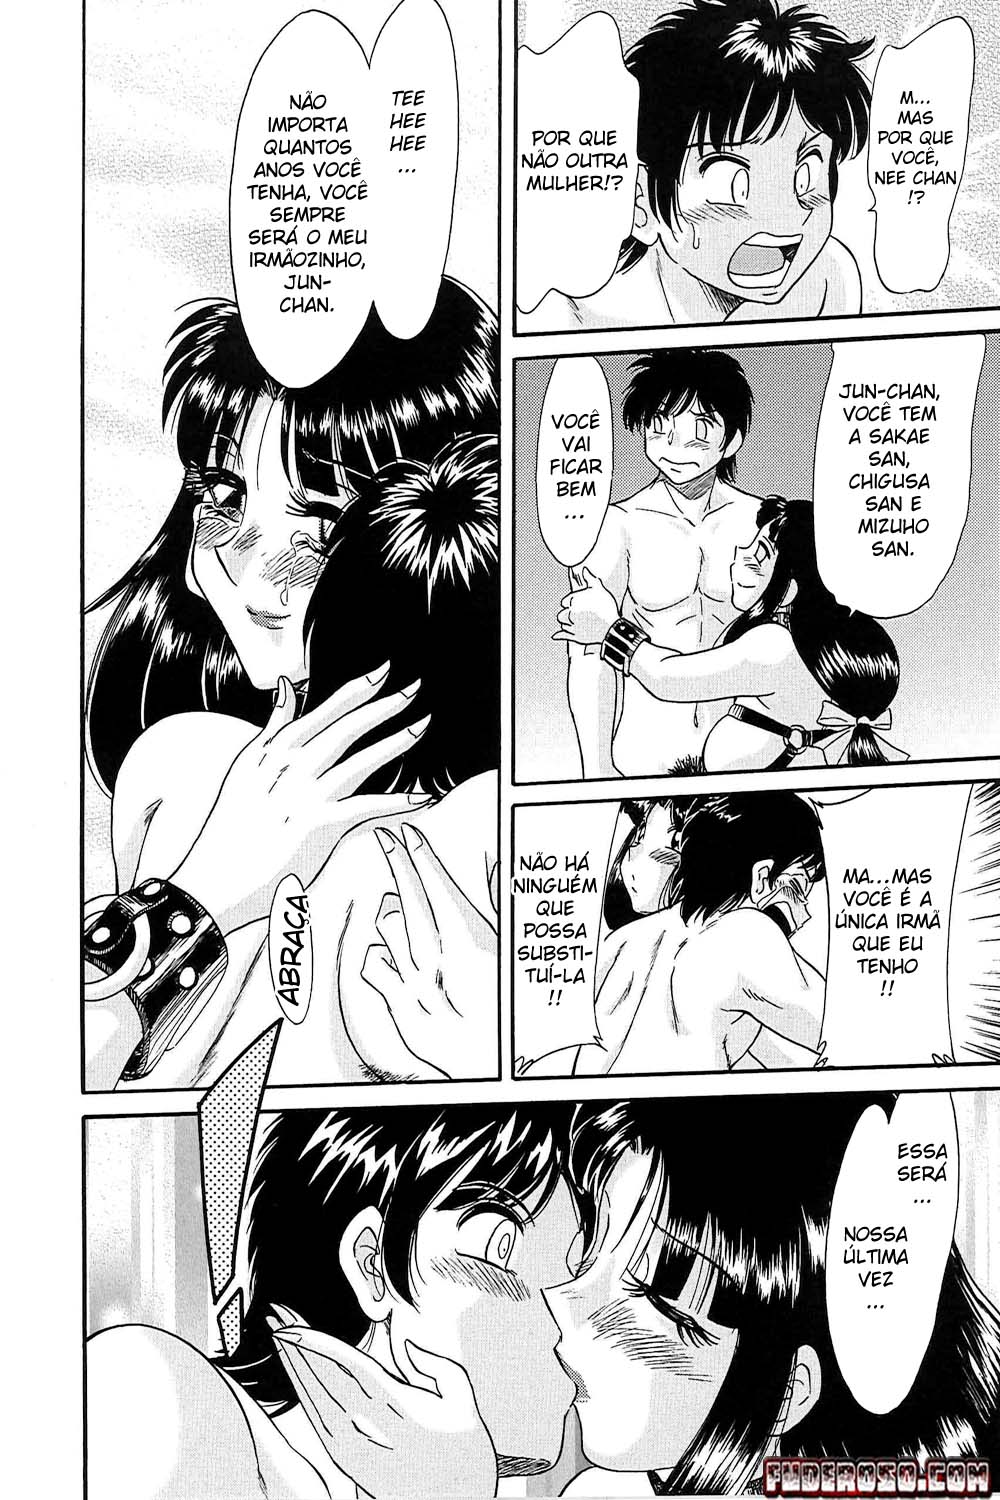 M...
MAS
POR QUE
VOCÊ,
NEE CHAN
!?
POR QUE
NÃO OUTRA
MULHER!?
JUN-CHAN,
VOCÊ TEM
A SAKAE
SAN,
CHIGUSA
SAN E
MIZUHO
SAN.
VOCÊ
VAI
FICAR
BEM
...
MA...MAS
VOCÊ É A
ÚNICA IRMÃ
QUE EU
TENHO
!!
NÃO HÁ
NINGUÉM
QUE
POSSA
SUBSTI-
TUÍ-LA
!!
TEE
HEE
HEE
...
NÃO
IMPORTA
QUANTOS
ANOS VOCÊ
TENHA, VOCÊ
SEMPRE
SERÁ O MEU
IRMÃOZINHO,
JUN-
CHAN.
ABRAÇA
ESSA
SERÁ
...
NOSSA
ÚLTIMA
VEZ
...
FUDEROSO.COM